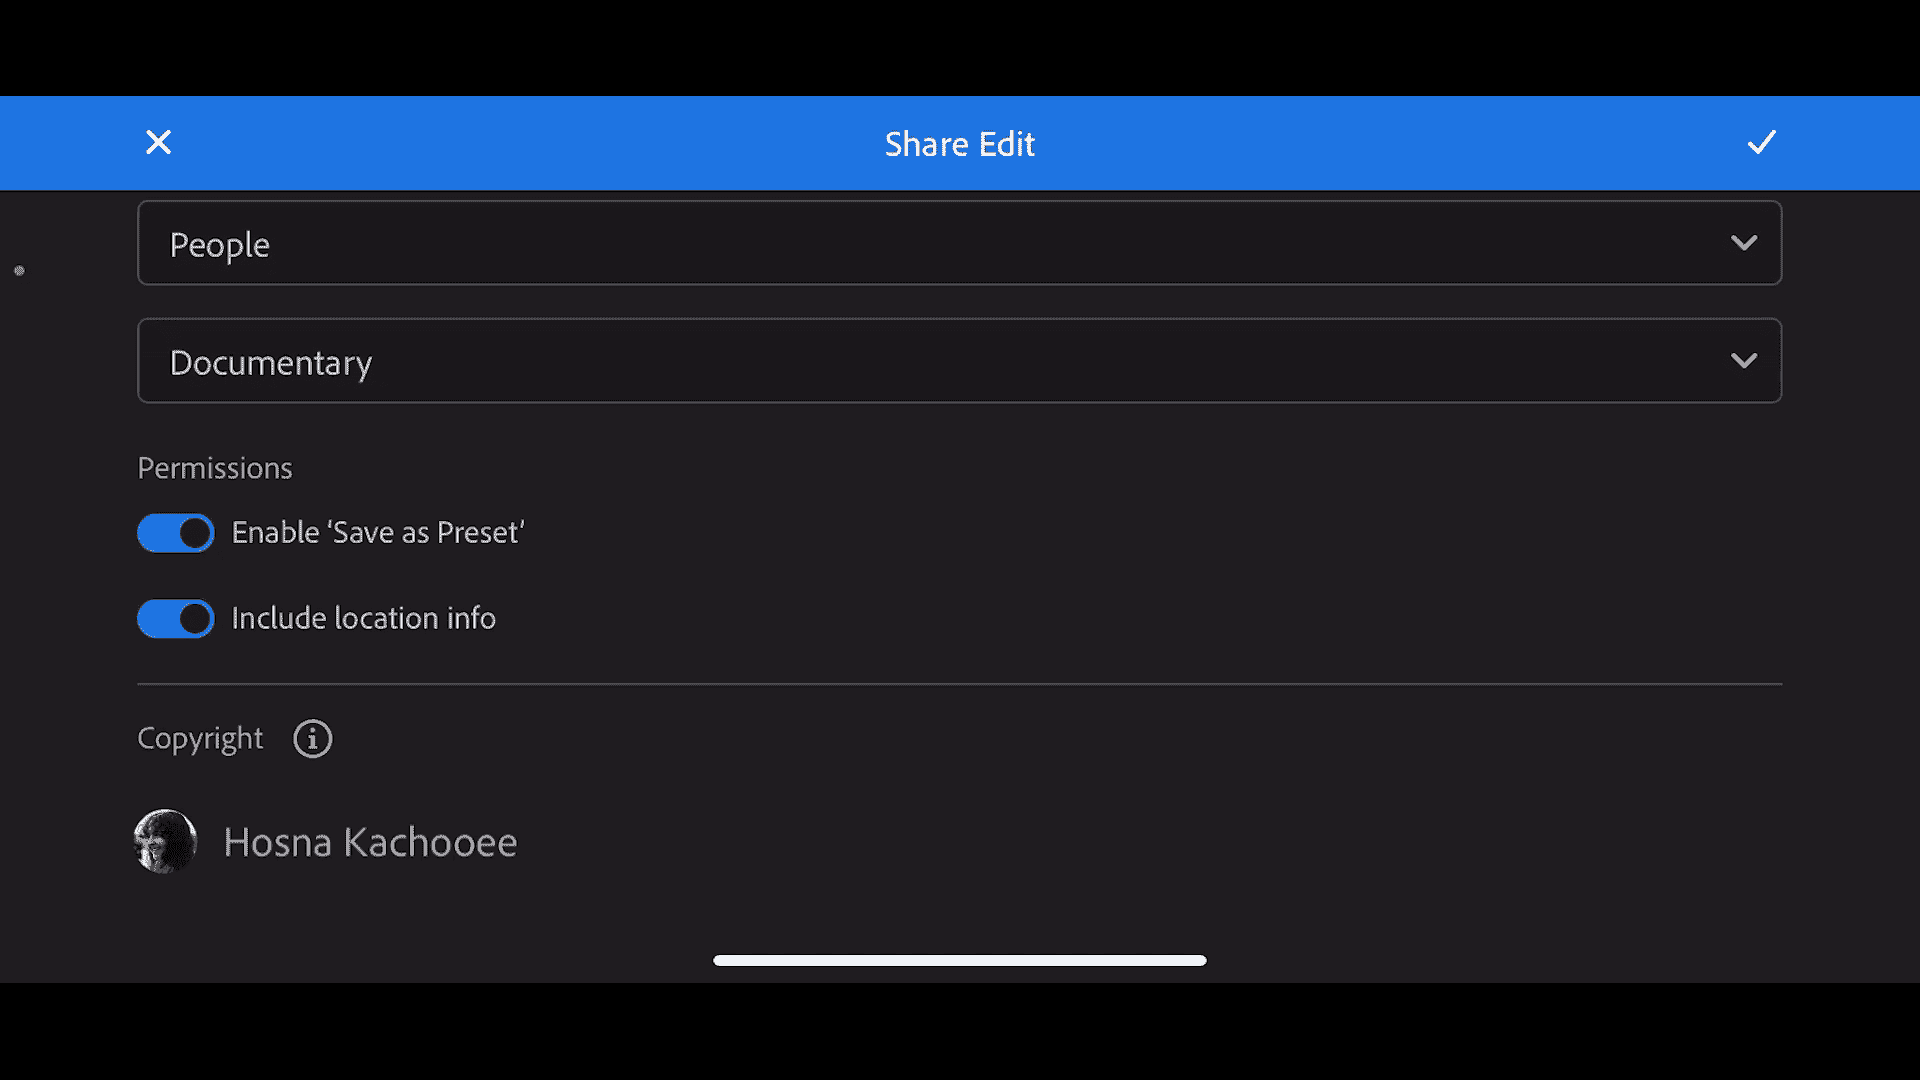 Share Edit
People
Documentary
Permissions
Enable ‘Save as Preset’
Include location info
Copyright
Hosna Kachooee